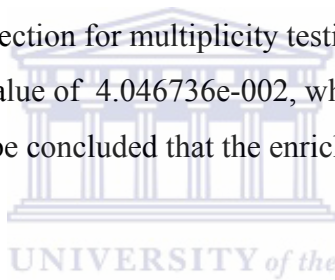 ection for multiplicity testi
alue of 4.046736e-002, wh
be concluded that the enrich
UNIVERSITY of the